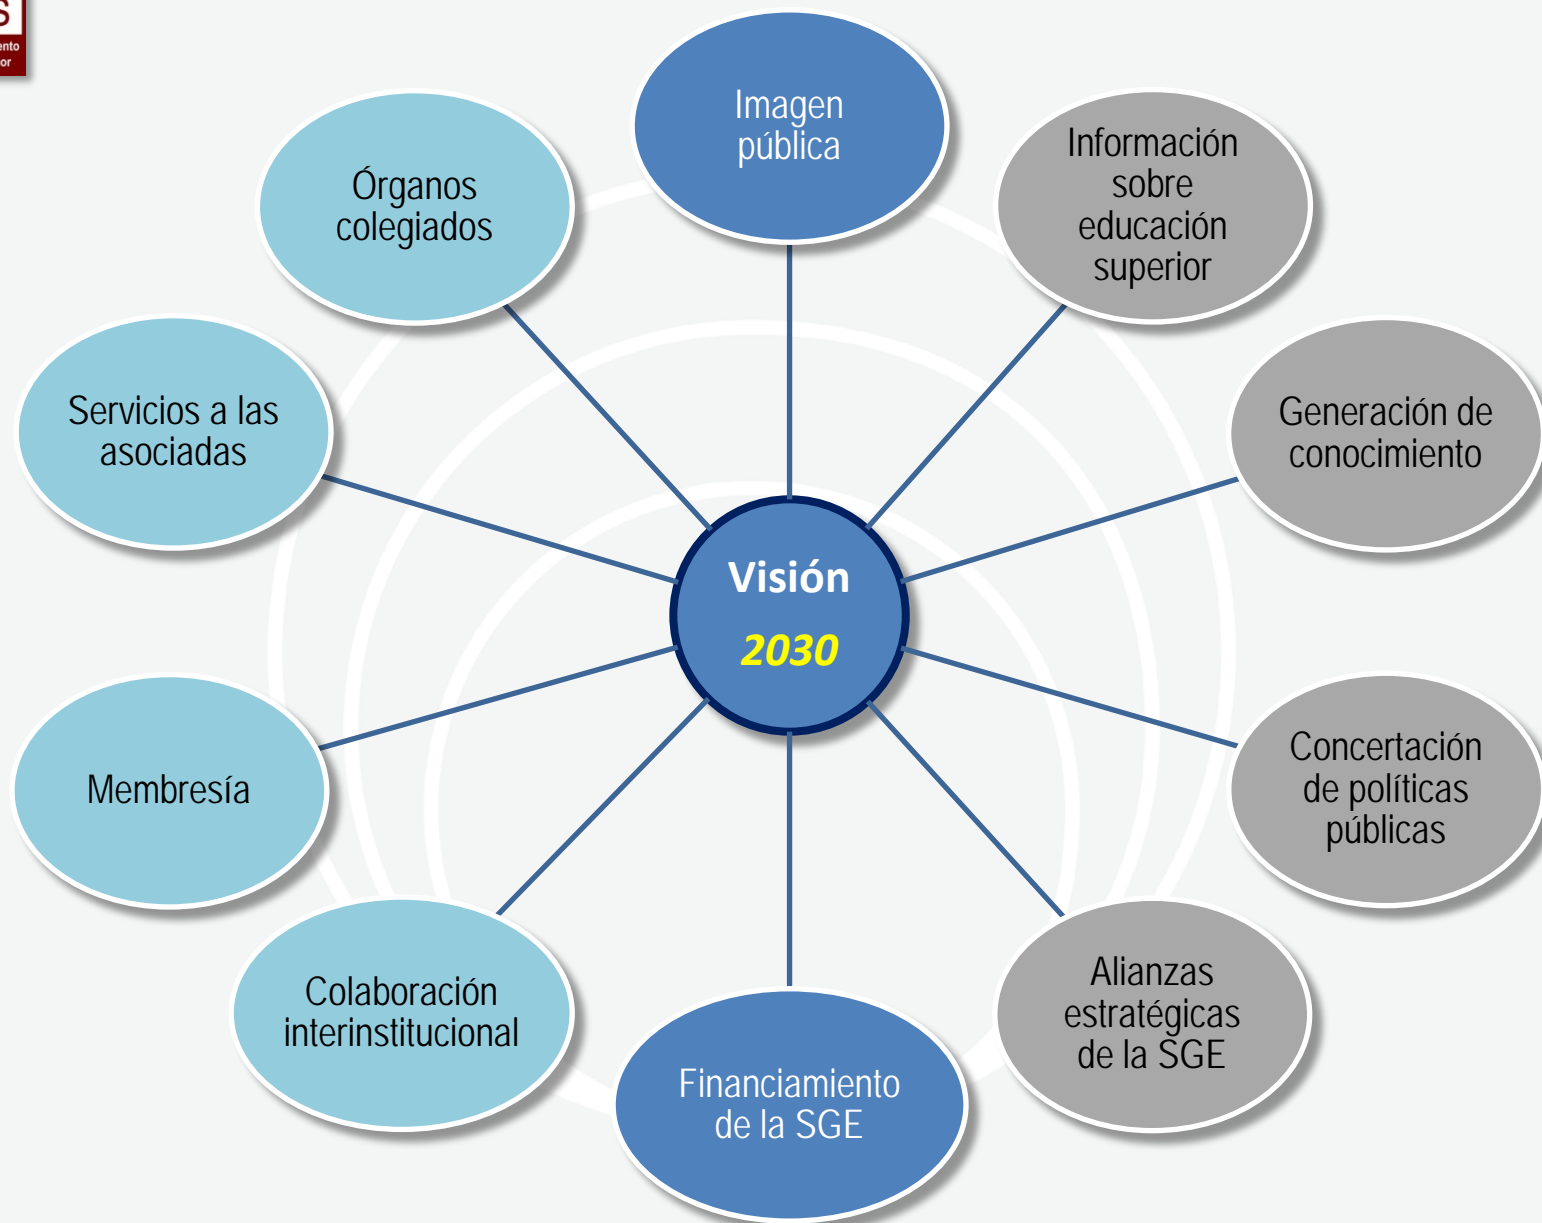 S
Imagen
pública
Información
sobre
educación
superior
Generación de
conocimiento
Concertación
de políticas
públicas
Alianzas
estratégicas
de la SGE
Financiamiento
de la SGE
Colaboración
interinstitucional
Membresía
Servicios a las
asociadas
Órganos
colegiados
Visión
2030